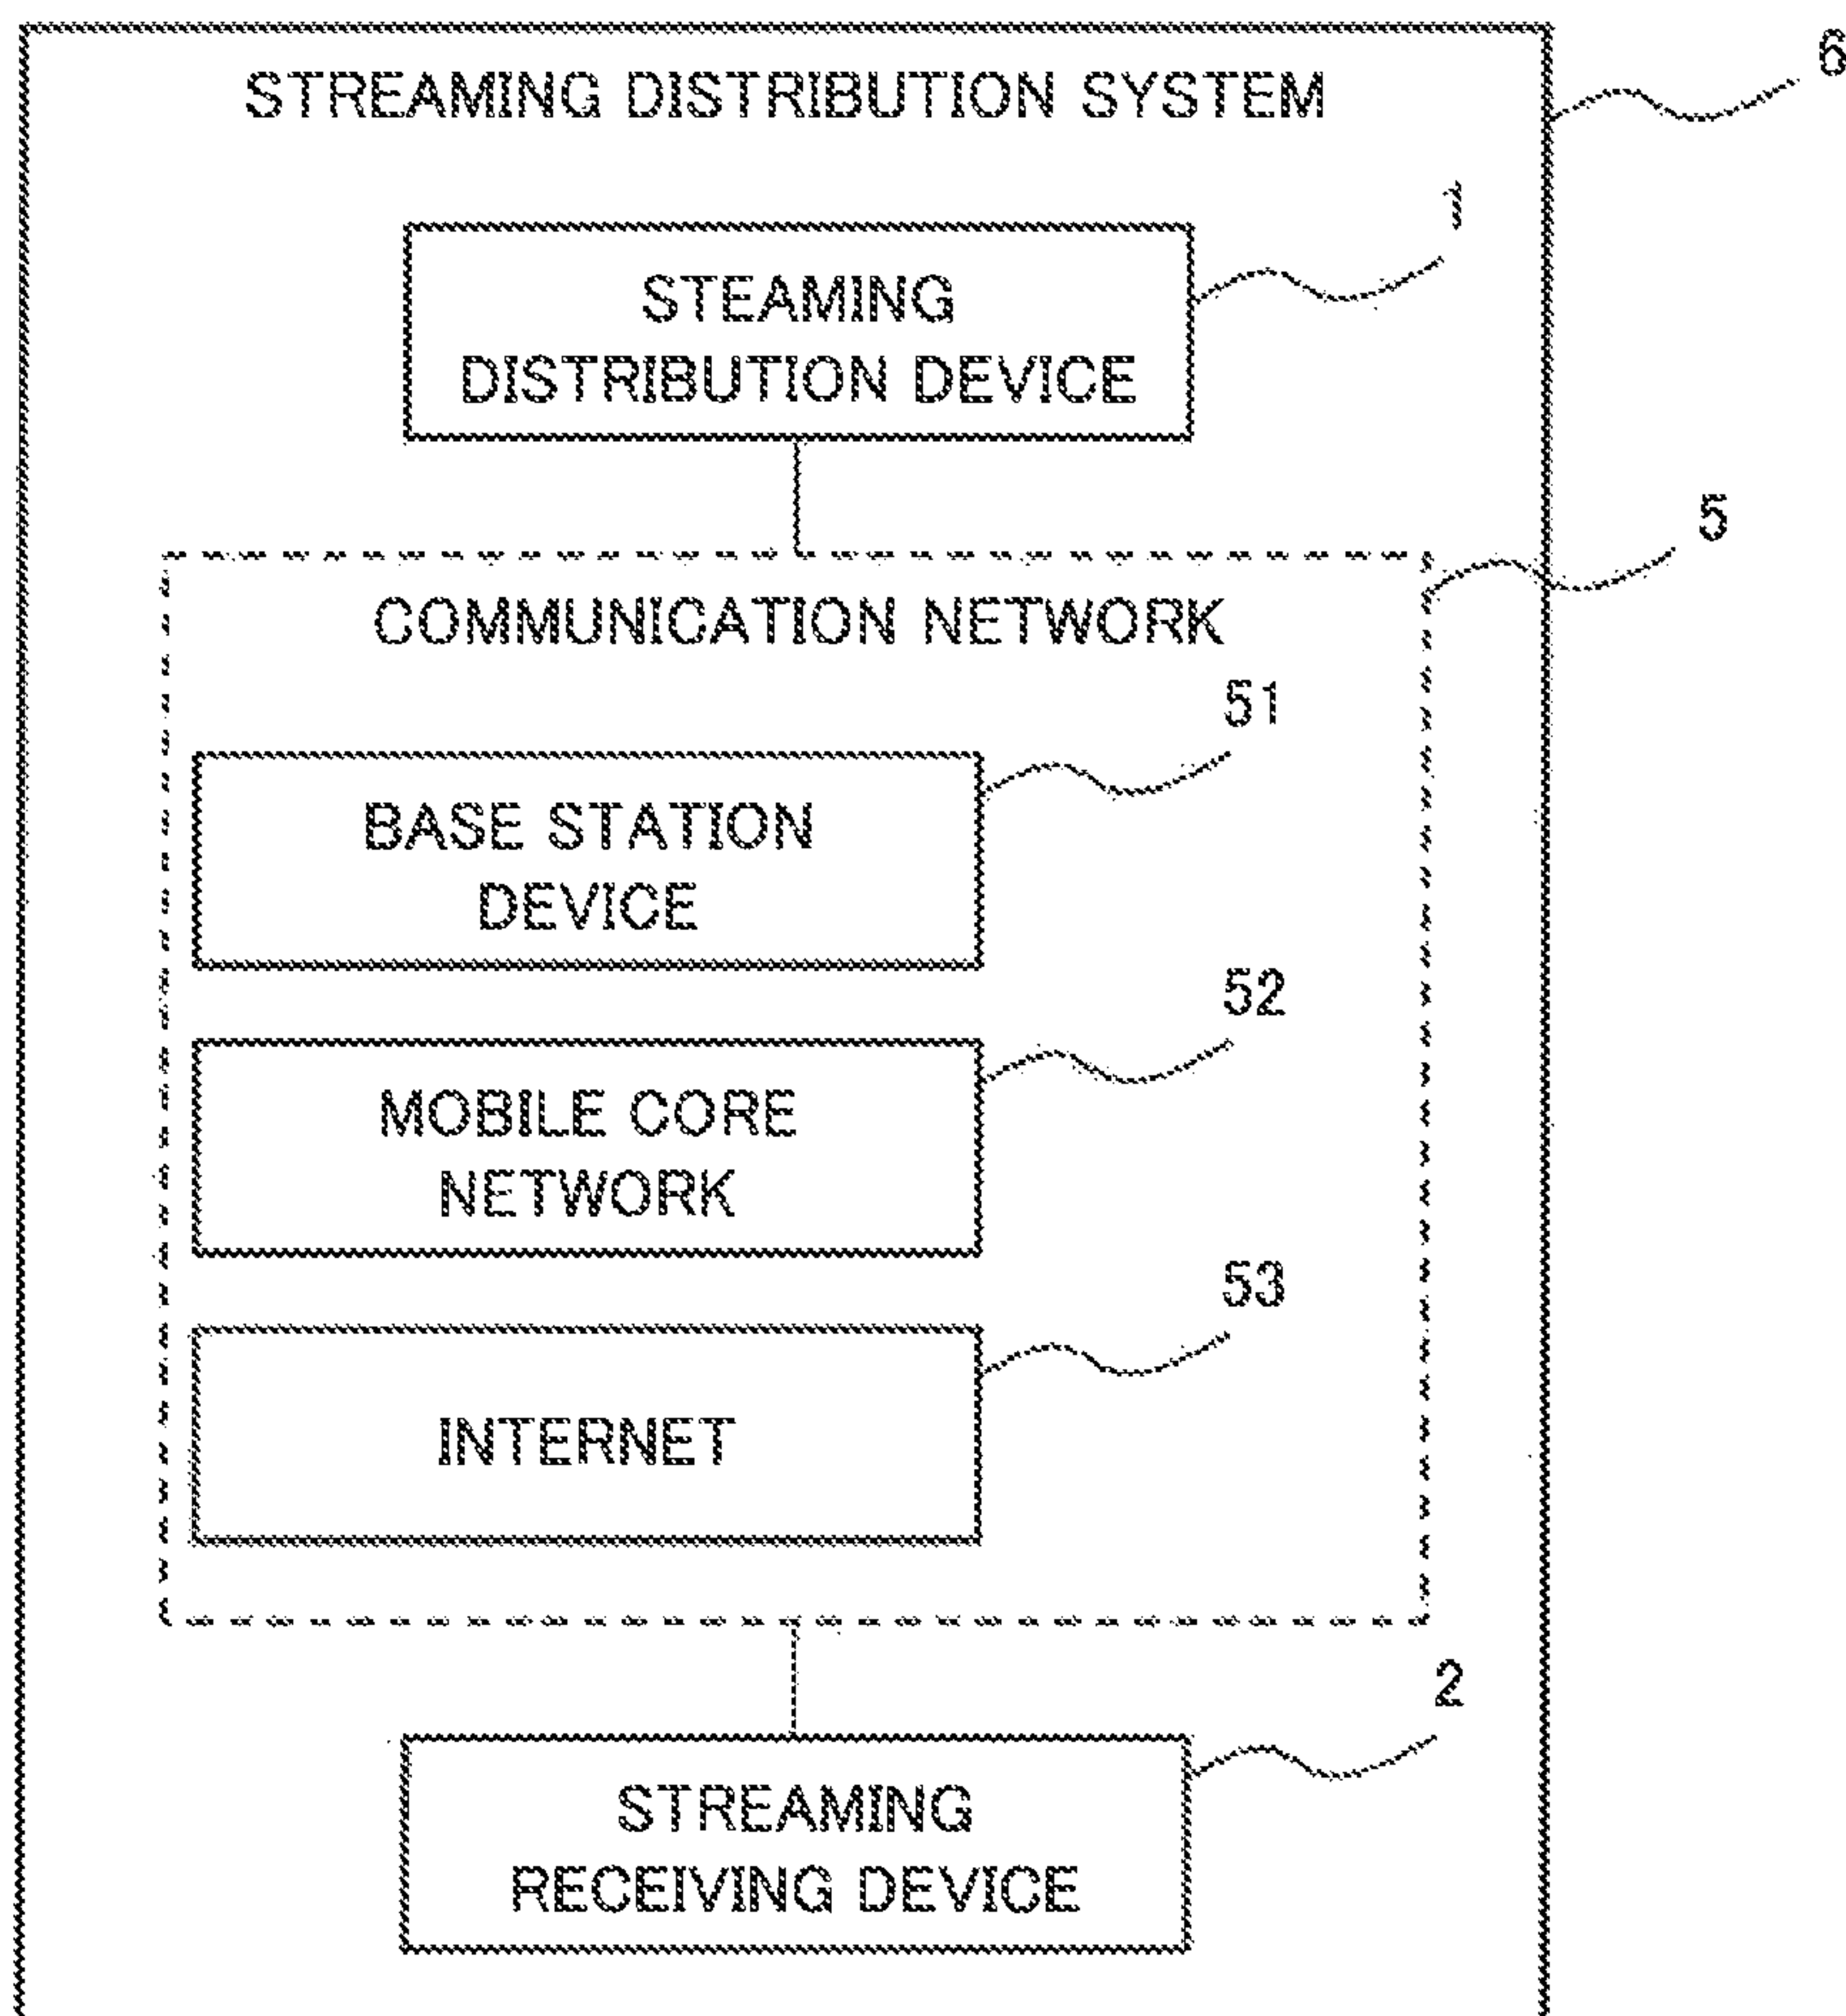 6
STREAMING DISTRIBUTION SYSTEM
1
STEAMING
DISTRIBUTION DEVICE
5
COMMUNICATION NETWORK
51
BASE STATION
DEVICE
52
MOBILE CORE
NETWORK
53
INTERNET
2
STREAMING
RECEIVING DEVICE